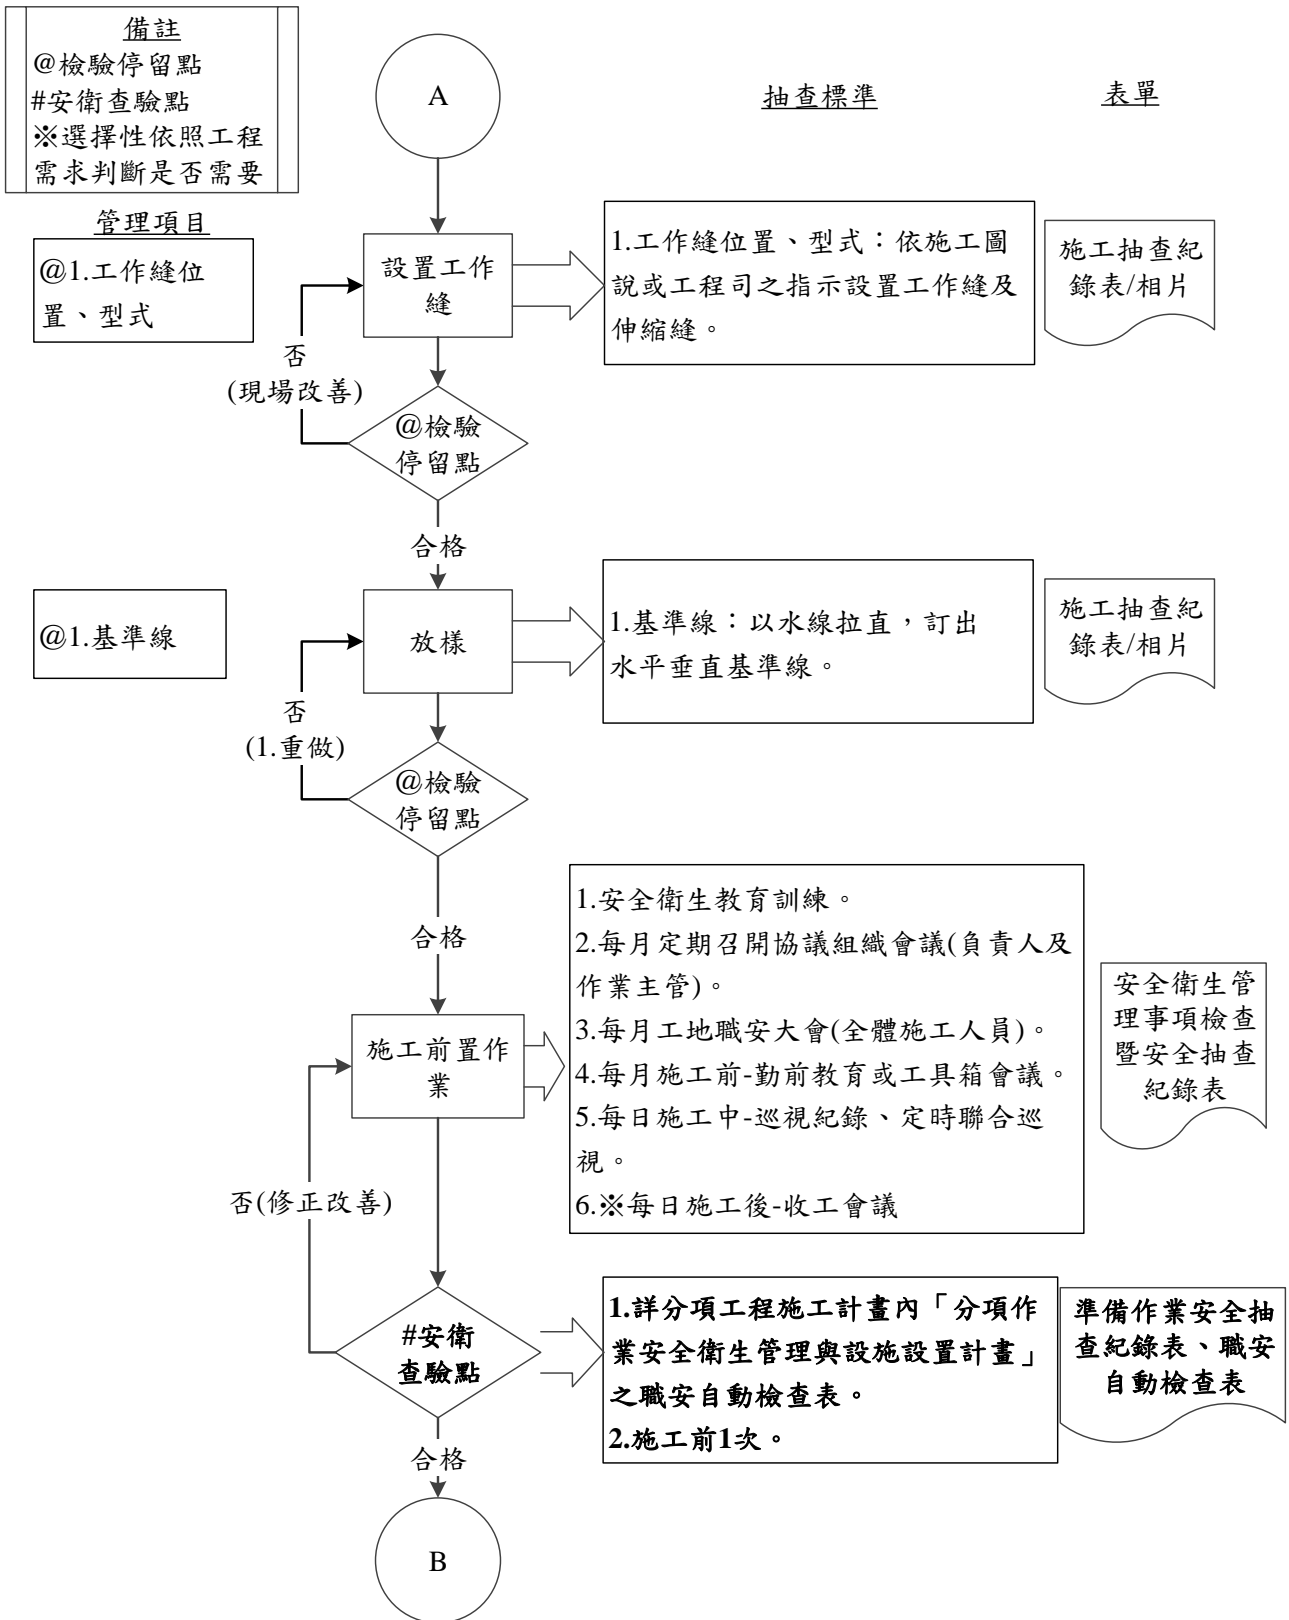 備註
@檢驗停留點
#安衛查驗點
※選擇性依照工程
需求判斷是否需要
A
抽查標準
表單
管理項目
@1.工作縫位
置、型式
設置工作
縫
1.工作縫位置、型式：依施工圖
說或工程司之指示設置工作縫及
伸縮縫。
施工抽查紀
錄表/相片
否
(現場改善)
@檢驗
停留點
合格
@1.基準線
放樣
1.基準線：以水線拉直，訂出
水平垂直基準線。
施工抽查紀
錄表/相片
否
(1.重做)
@檢驗
停留點
合格
施工前置作
業
1.安全衛生教育訓練。
2.每月定期召開協議組織會議(負責人及
作業主管)。
3.每月工地職安大會(全體施工人員)。
4.每月施工前-勤前教育或工具箱會議。
5.每日施工中-巡視紀錄、定時聯合巡
視。
6.※每日施工後-收工會議
安全衛生管
理事項檢查
暨安全抽查
紀錄表
否(修正改善)
#安衛
查驗點
1.詳分項工程施工計畫內「分項作
業安全衛生管理與設施設置計畫」
之職安自動檢查表。
2.施工前1次。
準備作業安全抽
查紀錄表、職安
自動檢查表
合格
B